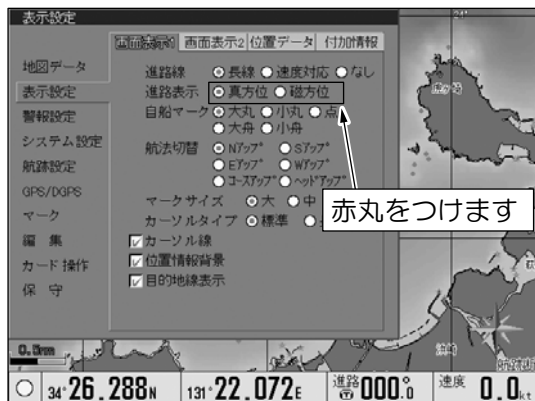 表示設定
24'
画面表示1 画面表示2 位置データ 付加情報
地図データ
表示設定
警報設定
システム設定
航跡設定
GPS/DGPS
マーク
編 集
カード操作
保 守
進路線 長線 速度対応 なし
進路表示 真方位 磁方位
自船マーク 大丸 小丸 点
大舟 小舟
航法切替 Nアップ Sアップ
Eアップ Wアップ
コースアップ ヘッドアップ
マークサイズ 大 中
カーソルタイプ 標準
カーソル線
位置情報背景
目的地線表示
赤丸をつけます
虎ヶ崎
0.5nm
34°26.288N 131°22.072E 進路 000.0° 速度 0.0kt